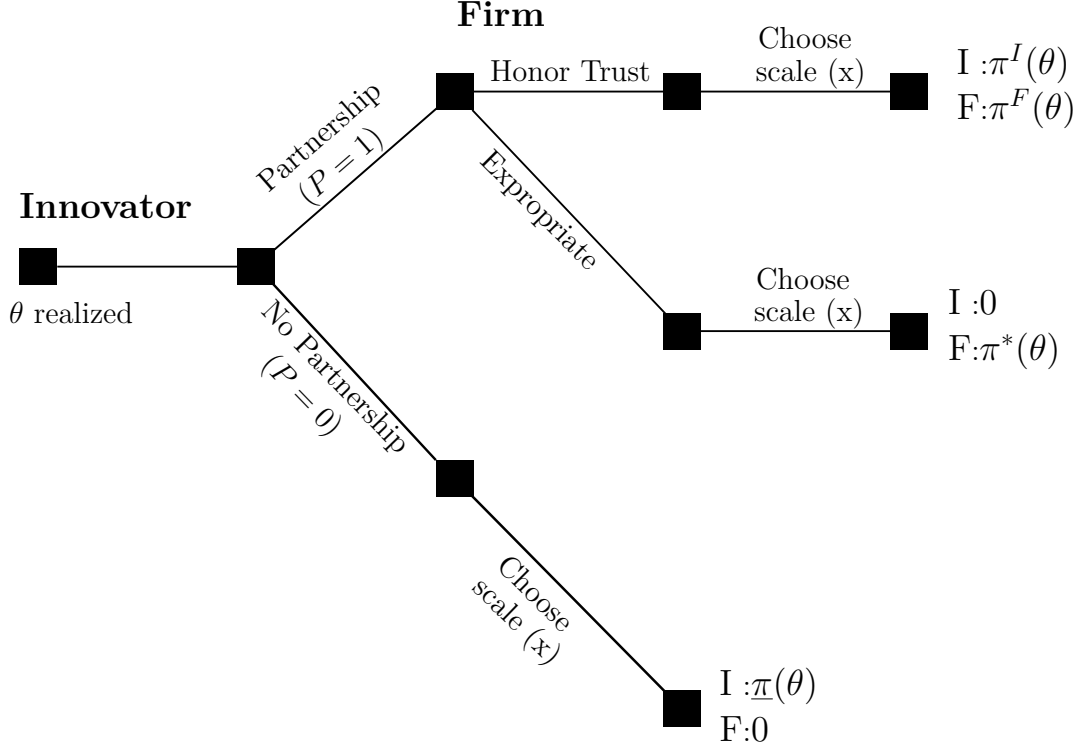 Firm
Choose
scale (x)
I :π^I(θ)
F:π^F(θ)
Honor Trust
Partnership
(P = 1)
Expropriate
Innovator
θ realized
Choose
scale (x)
I :0
F:π*(θ)
No Partnership
(P = 0)
Choose
scale (x)
I :π̲(θ)
F:0